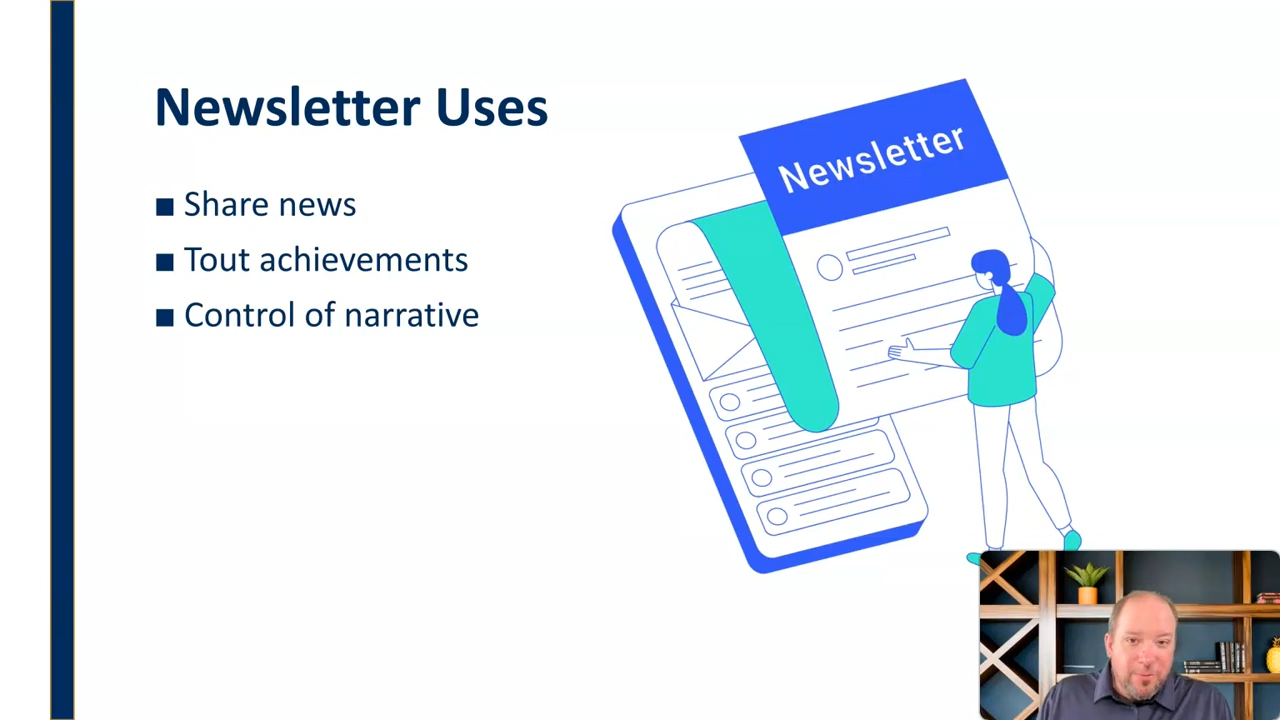 Newsletter Uses
■ Share news
■ Tout achievements
■ Control of narrative
Newsletter